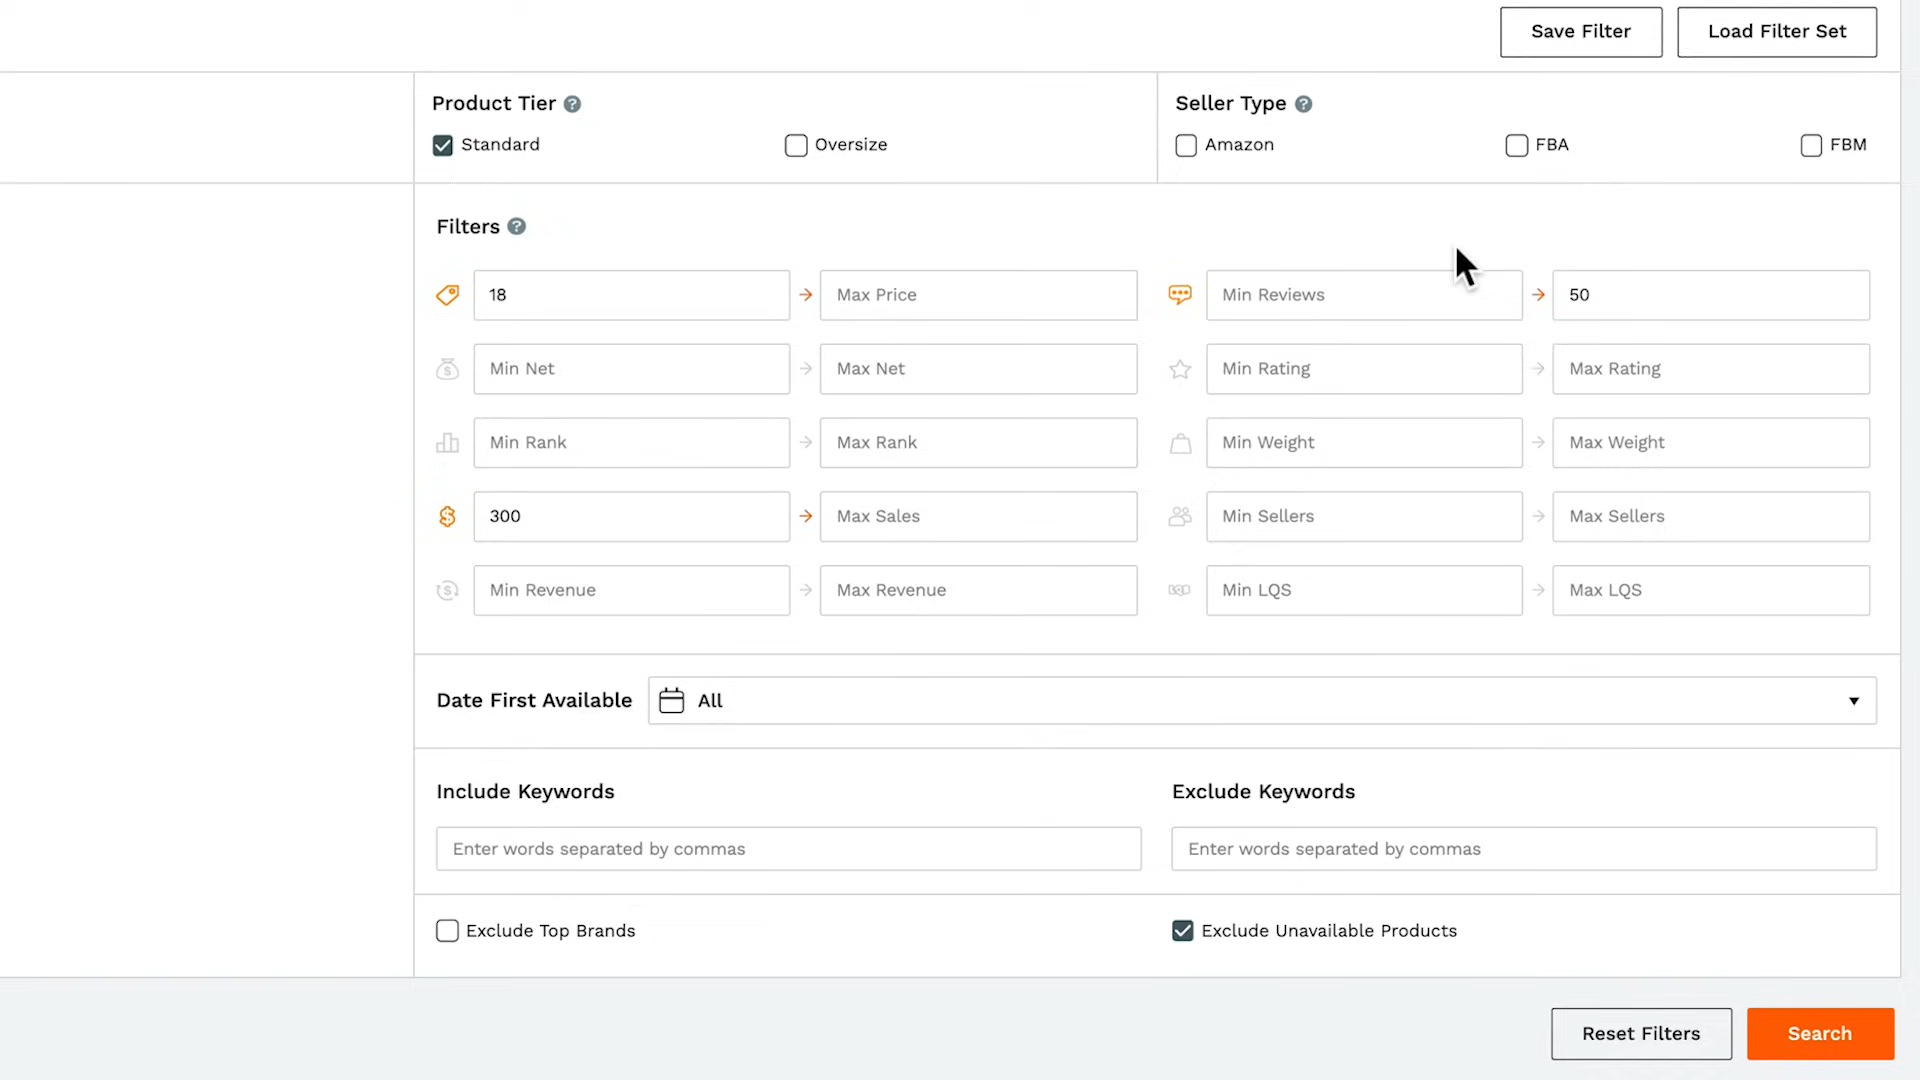 Save Filter Load Filter Set
Product Tier ? Seller Type ?
Standard Oversize Amazon FBA FBM
Filters ?
18 Max Price Min Reviews 50
Min Net Max Net Min Rating Max Rating
Min Rank Max Rank Min Weight Max Weight
300 Max Sales Min Sellers Max Sellers
Min Revenue Max Revenue Min LQS Max LQS
Date First Available All
Include Keywords Exclude Keywords
Enter words separated by commas Enter words separated by commas
Exclude Top Brands Exclude Unavailable Products
Reset Filters Search